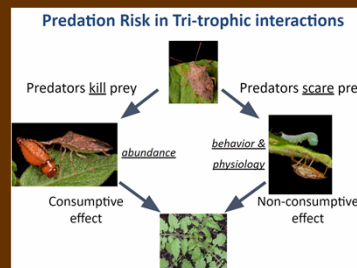 Predation Risk in Tri-trophic interactions
Predators kill prey
Predators scare pre
abundance
behavior &
physiology
Consumptive
effect
Non-consumptive
effect